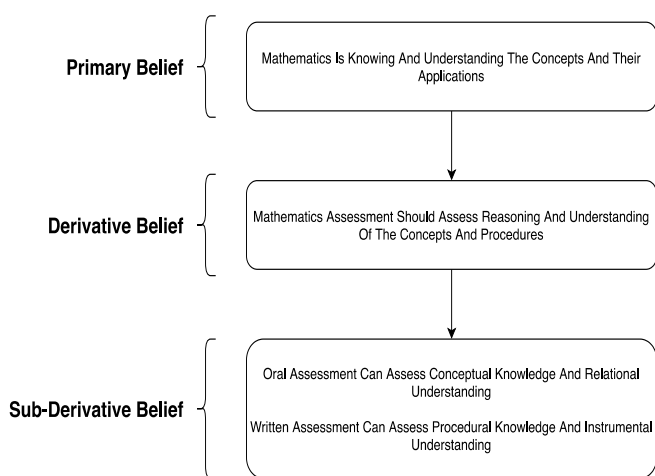 Primary Belief
Mathematics Is Knowing And Understanding The Concepts And Their
Applications
Derivative Belief
Mathematics Assessment Should Assess Reasoning And Understanding
Of The Concepts And Procedures
Sub-Derivative Belief
Oral Assessment Can Assess Conceptual Knowledge And Relational
Understanding
Written Assessment Can Assess Procedural Knowledge And Instrumental
Understanding